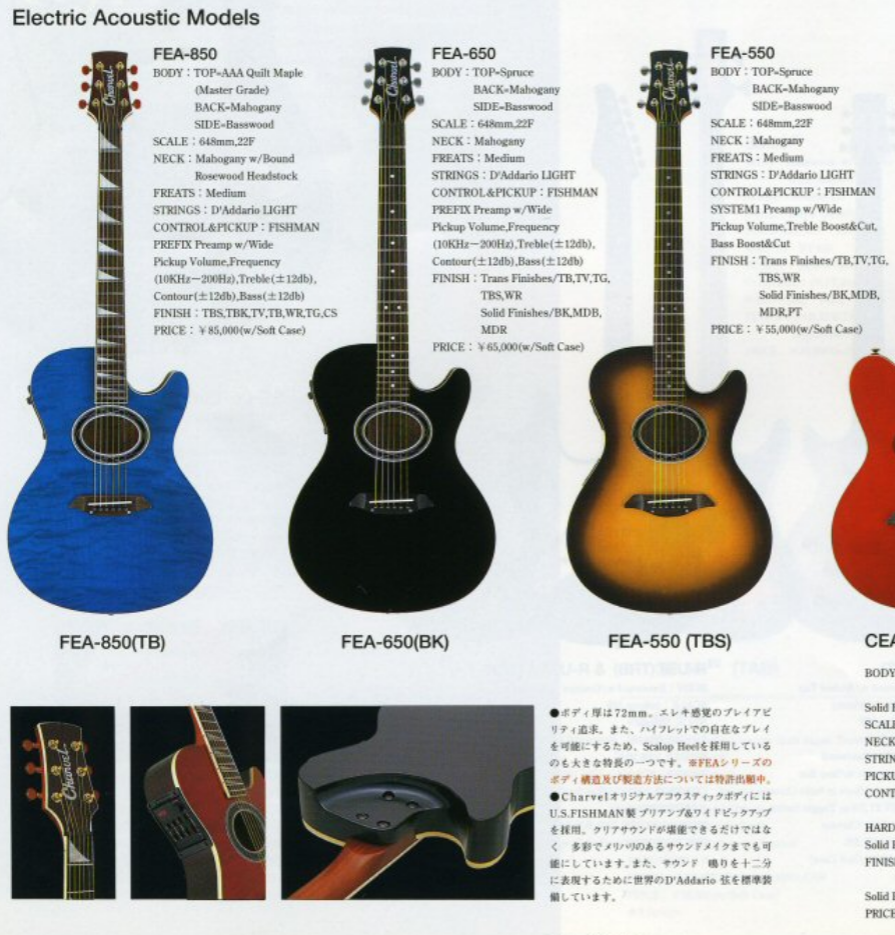 Electric Acoustic Models
FEA-850
BODY：TOP=AAA Quilt Maple
(Master Grade)
BACK=Mahogany
SIDE=Basswood
SCALE：648mm,22F
NECK：Mahogany w/Bound
Rosewood Headstock
FREATS：Medium
STRINGS：D'Addario LIGHT
CONTROL&PICKUP：FISHMAN
PREFIX Preamp w/Wide
Pickup Volume,Frequency
(10KHz－200Hz),Treble(±12db),
Contour(±12db),Bass(±12db)
FINISH：TBS,TBK,TV,TB,WR,TG,CS
PRICE：￥85,000(w/Soft Case)
FEA-650
BODY：TOP=Spruce
BACK=Mahogany
SIDE=Basswood
SCALE：648mm,22F
NECK：Mahogany
FREATS：Medium
STRINGS：D'Addario LIGHT
CONTROL&PICKUP：FISHMAN
PREFIX Preamp w/Wide
Pickup Volume,Frequency
(10KHz－200Hz),Treble(±12db),
Contour(±12db),Bass(±12db)
FINISH：Trans Finishes/TB,TV,TG,
TBS,WR
Solid Finishes/BK,MDB,
MDR
PRICE：￥65,000(w/Soft Case)
FEA-550
BODY：TOP=Spruce
BACK=Mahogany
SIDE=Basswood
SCALE：648mm,22F
NECK：Mahogany
FREATS：Medium
STRINGS：D'Addario LIGHT
CONTROL&PICKUP：FISHMAN
SYSTEM1 Preamp w/Wide
Pickup Volume,Treble Boost&Cut,
Bass Boost&Cut
FINISH：Trans Finishes/TB,TV,TG,
TBS,WR
Solid Finishes/BK,MDB,
MDR,PT
PRICE：￥55,000(w/Soft Case)
Charvel
Charvel
Charvel
FEA-850(TB)
FEA-650(BK)
FEA-550 (TBS)
CEA
BODY
Solid
SCAL
NECK
STRIN
PICKU
CONT
HARD
Solid
FINIS
Solid
PRICE
Charvel
●ボディ厚は72mm。エレキ感覚のプレイアビ
リティ追求。また、ハイフレットでの自在なプレイ
を可能にするため、Scalop Heelを採用している
のも大きな特長の一つです。※FEAシリーズの
ボディ構造及び製造方法については特許出願中。
●Charvelオリジナルアコウスティックボディには
U.S.FISHMAN製 プリアンプ&ワイドピックアップ
を採用。クリアサウンドが堪能できるだけではな
く 多彩でメリハリのあるサウンドメイクまでも可
能にしています。また、サウンド 鳴りを十二分
に表現するために世界のD'Addario 弦を標準装
備しています。